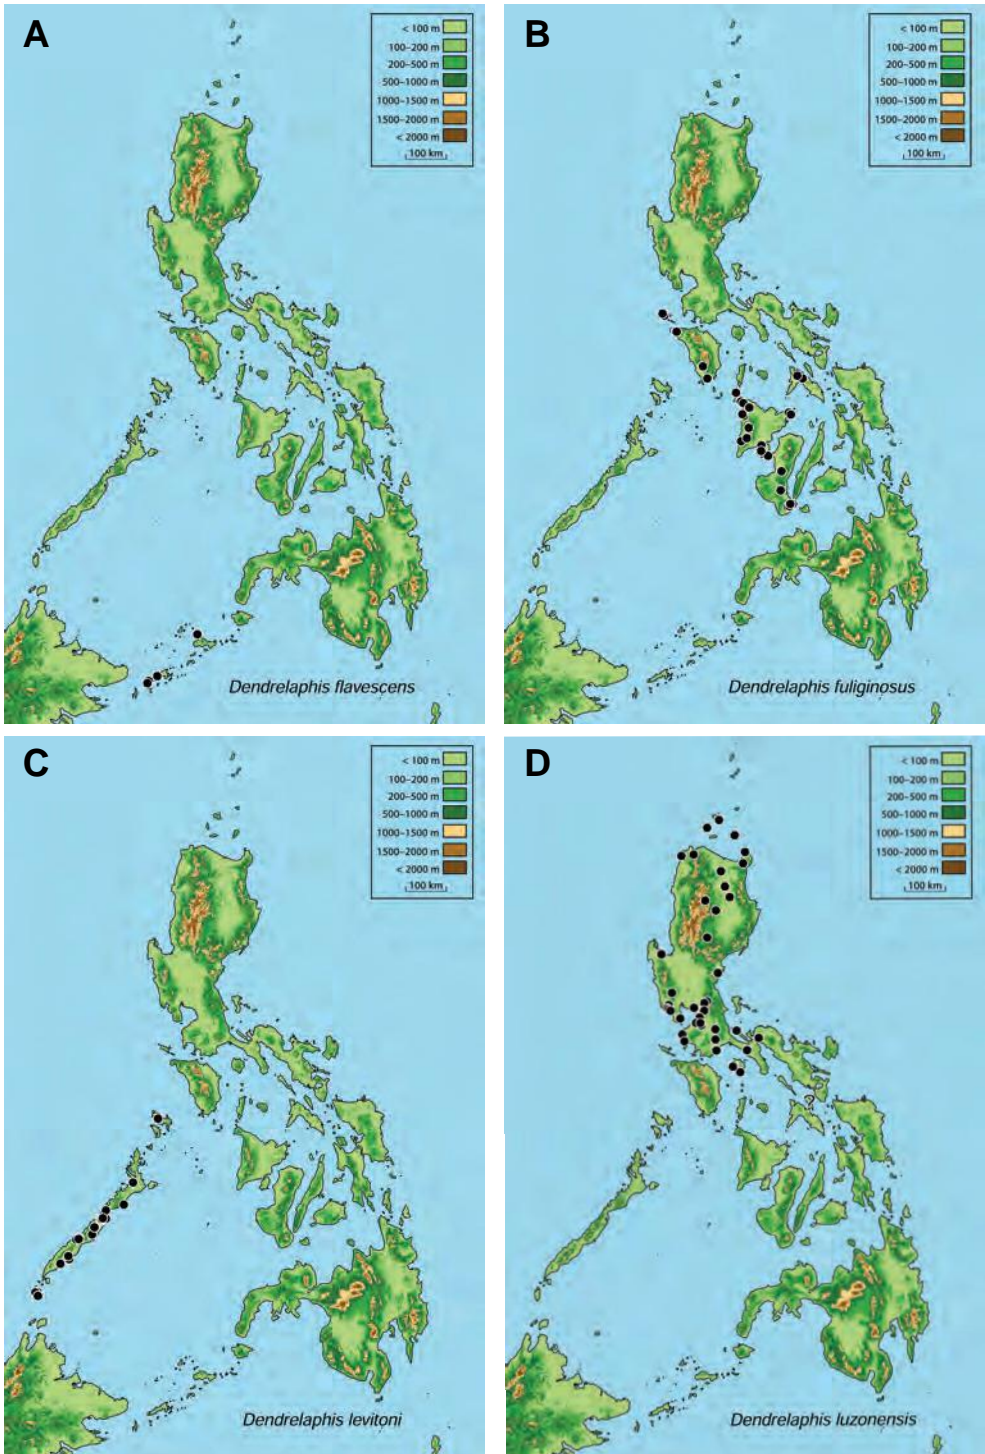 A
< 100 m
100–200 m
200–500 m
500–1000 m
1000–1500 m
1500–2000 m
< 2000 m
100 km
Dendrelaphis flavescens
B
< 100 m
100–200 m
200–500 m
500–1000 m
1000–1500 m
1500–2000 m
< 2000 m
100 km
Dendrelaphis fuliginosus
C
< 100 m
100–200 m
200–500 m
500–1000 m
1000–1500 m
1500–2000 m
< 2000 m
100 km
Dendrelaphis levitoni
D
< 100 m
100–200 m
200–500 m
500–1000 m
1000–1500 m
1500–2000 m
< 2000 m
100 km
Dendrelaphis luzonensis